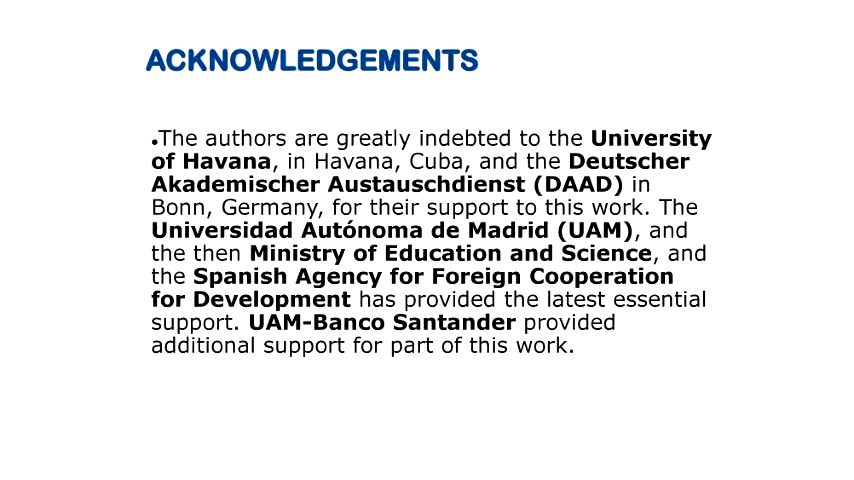 ACKNOWLEDGEMENTS
•The authors are greatly indebted to the University
of Havana, in Havana, Cuba, and the Deutscher
Akademischer Austauschdienst (DAAD) in
Bonn, Germany, for their support to this work. The
Universidad Autónoma de Madrid (UAM), and
the then Ministry of Education and Science, and
the Spanish Agency for Foreign Cooperation
for Development has provided the latest essential
support. UAM-Banco Santander provided
additional support for part of this work.